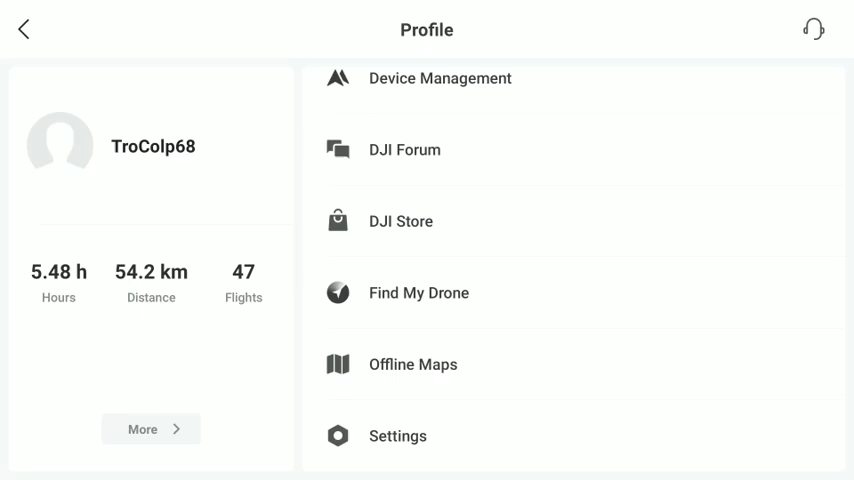 Profile
TroColp68
5.48 h 54.2 km 47
Hours Distance Flights
More
Device Management
DJI Forum
DJI Store
Find My Drone
Offline Maps
Settings